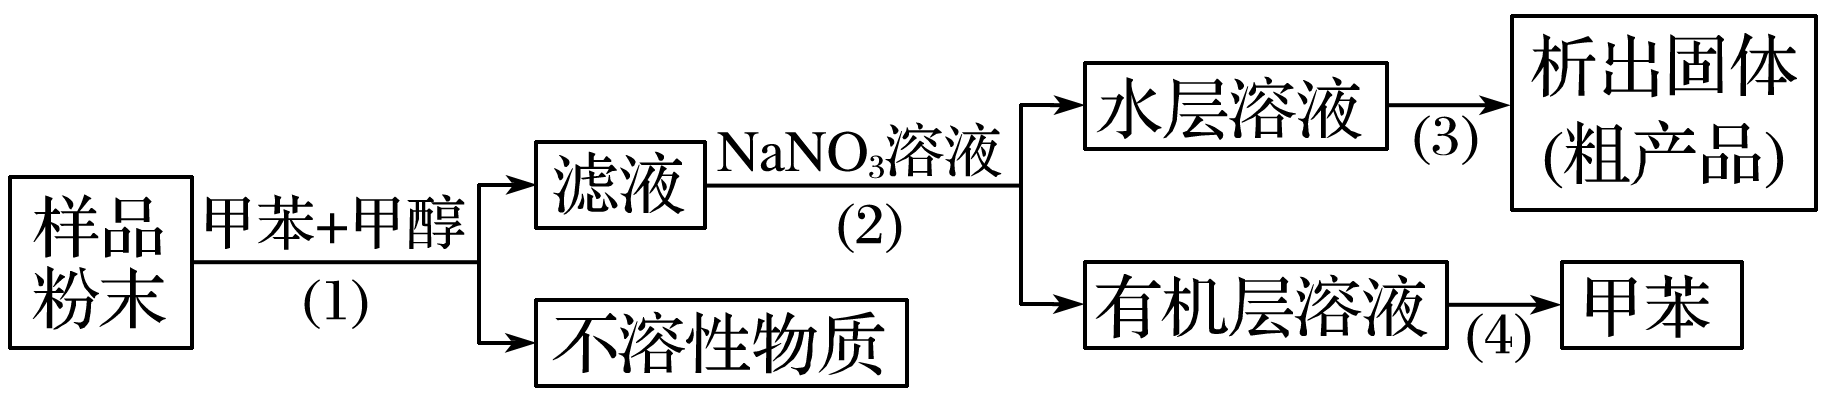 样品
粉末
甲苯+甲醇
(1)
滤液
不溶性物质
NaNO₃溶液
(2)
水层溶液
(3)
析出固体
(粗产品)
有机层溶液
(4)
甲苯